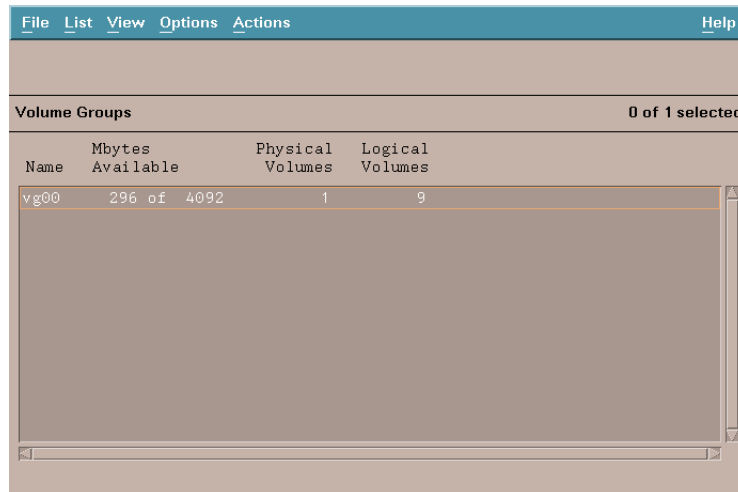 File List View Options Actions Help
Volume Groups 0 of 1 selected
Mbytes Physical Logical
Name Available Volumes Volumes
vg00 296 of 4092 1 9